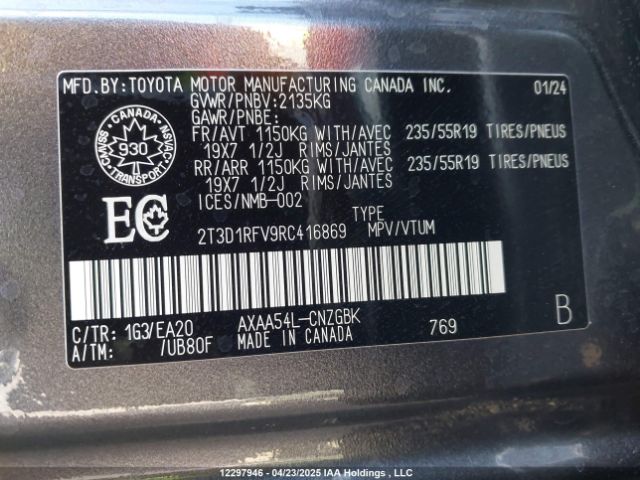 MFD.BY:TOYOTA MOTOR MANUFACTURING CANADA INC. 01/24
GVWR/PNBV:2135KG
GAWR/PNBE:
FR/AVT 1150KG WITH/AVEC 235/55R19 TIRES/PNEUS
19X7 1/2J RIMS/JANTES
RR/ARR 1150KG WITH/AVEC 235/55R19 TIRES/PNEUS
19X7 1/2J RIMS/JANTES
ICES/NMB-002
CANADA
CMVSS
NSVAC
930
TRANSPORT
EC
TYPE
2T3D1RFV9RC416869 MPV/VTUM
C/TR: 1G3/EA20 AXAA54L-CNZGBK
A/TM: /UB80F MADE IN CANADA 769 B
12297946 - 04/23/2025 IAA Holdings , LLC